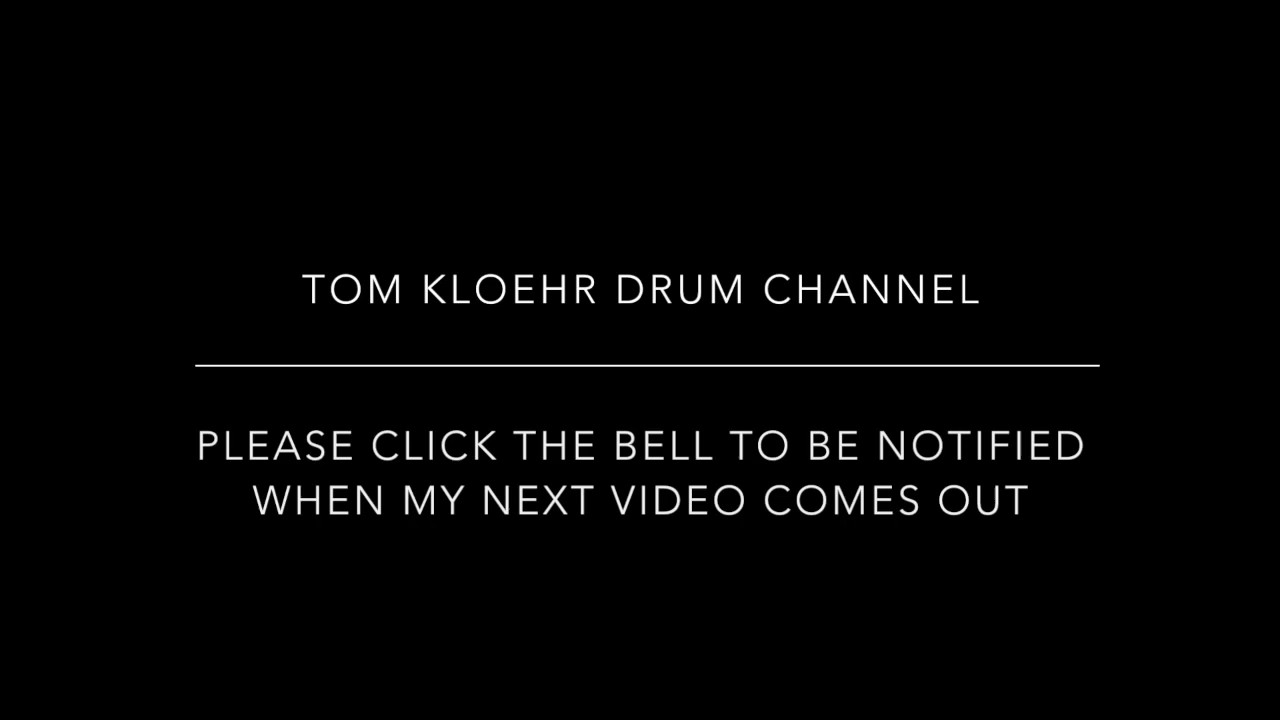 TOM KLOEHR DRUM CHANNEL
PLEASE CLICK THE BELL TO BE NOTIFIED
WHEN MY NEXT VIDEO COMES OUT